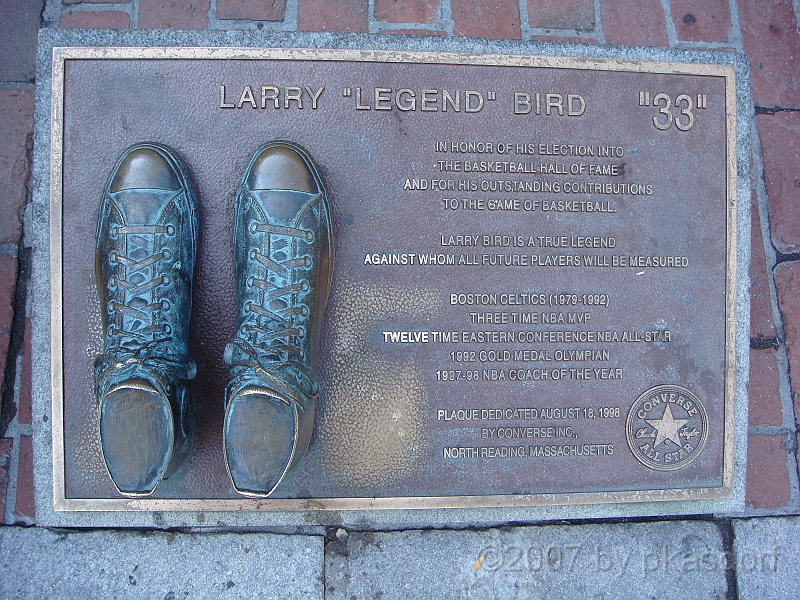 LARRY "LEGEND" BIRD "33"
IN HONOR OF HIS ELECTION INTO
THE BASKETBALL HALL OF FAME
AND FOR HIS OUTSTANDING CONTRIBUTIONS
TO THE GAME OF BASKETBALL.
LARRY BIRD IS A TRUE LEGEND
AGAINST WHOM ALL FUTURE PLAYERS WILL BE MEASURED
BOSTON CELTICS (1979-1992)
THREE TIME NBA MVP
TWELVE TIME EASTERN CONFERENCE NBA ALL-STAR
1992 GOLD MEDAL OLYMPIAN
1997-98 NBA COACH OF THE YEAR
PLAQUE DEDICATED AUGUST 18, 1998
BY CONVERSE INC.,
NORTH READING, MASSACHUSETTS
CONVERSE
Chuck Taylor
ALL STAR
©2007 by pkasdorf